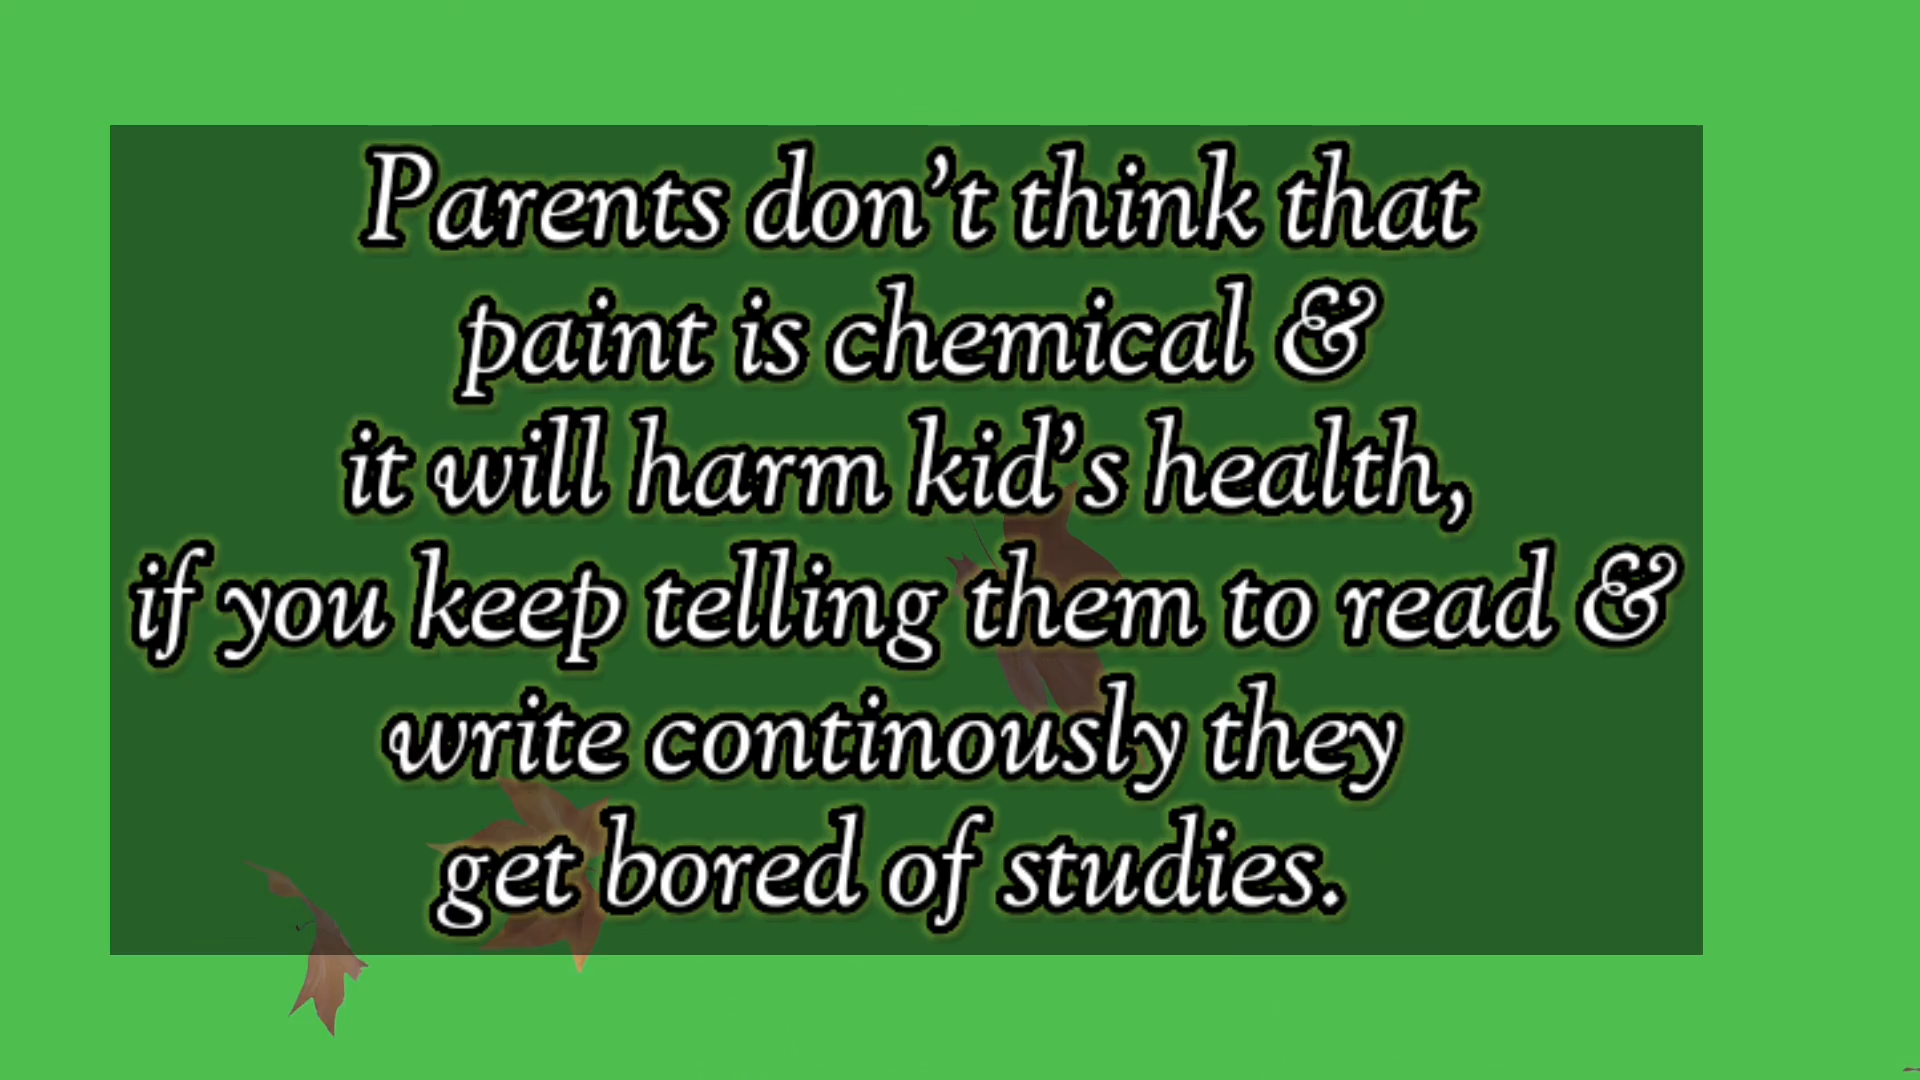 Parents don’t think that
paint is chemical &
it will harm kid’s health,
if you keep telling them to read &
write continously they
get bored of studies.